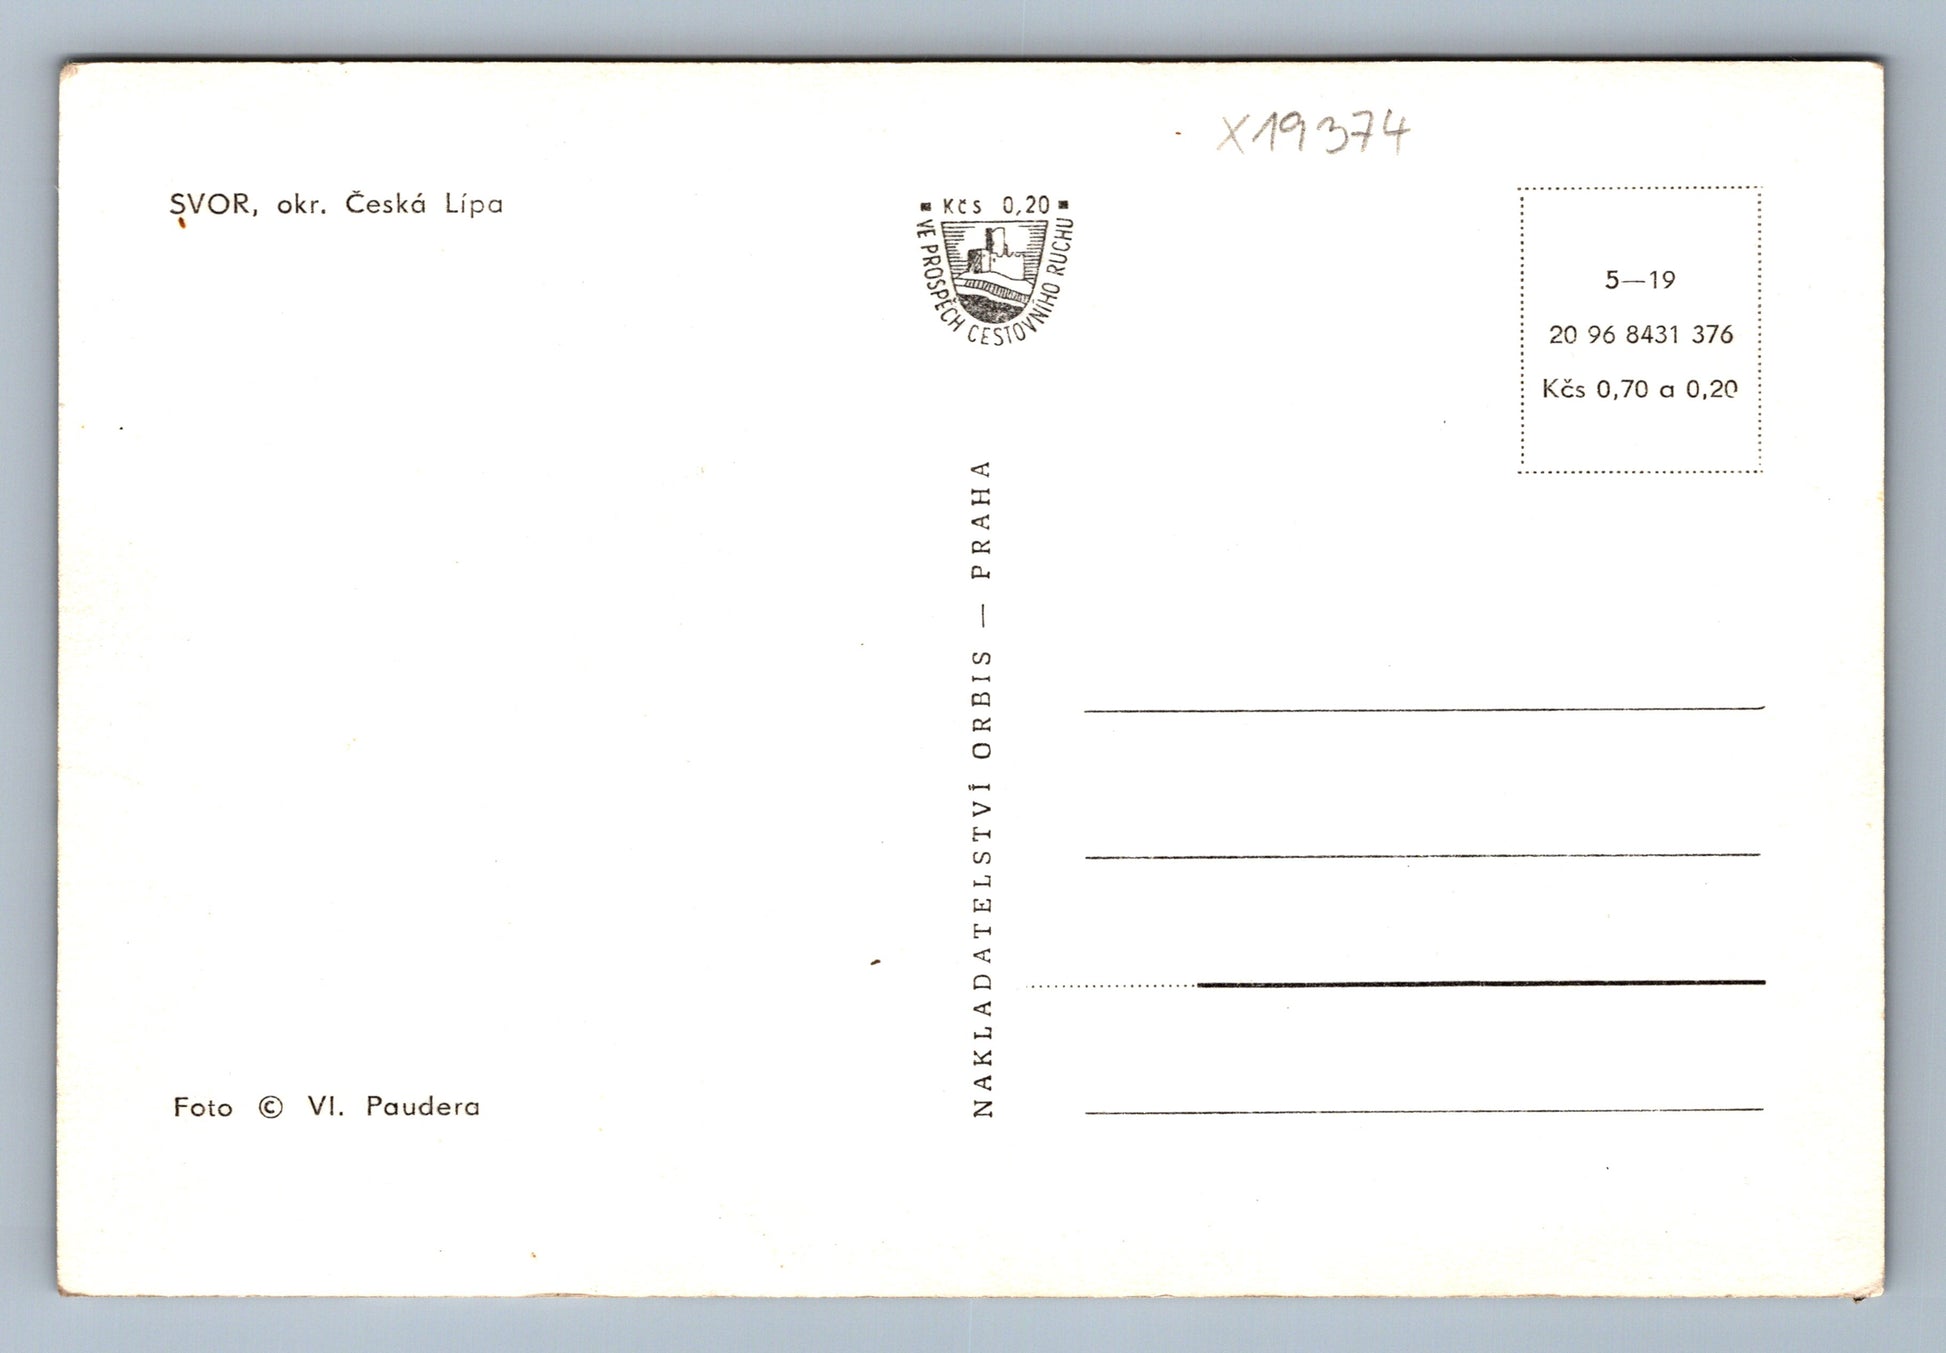 X19374
SVOR, okr. Česká Lípa
Kčs 0,20
VE PROSPĚCH CESTOVNÍHO RUCHU
5—19
20 96 8431 376
Kčs 0,70 a 0,20
NAKLADATELSTVÍ ORBIS — PRAHA
Foto © Vl. Paudera